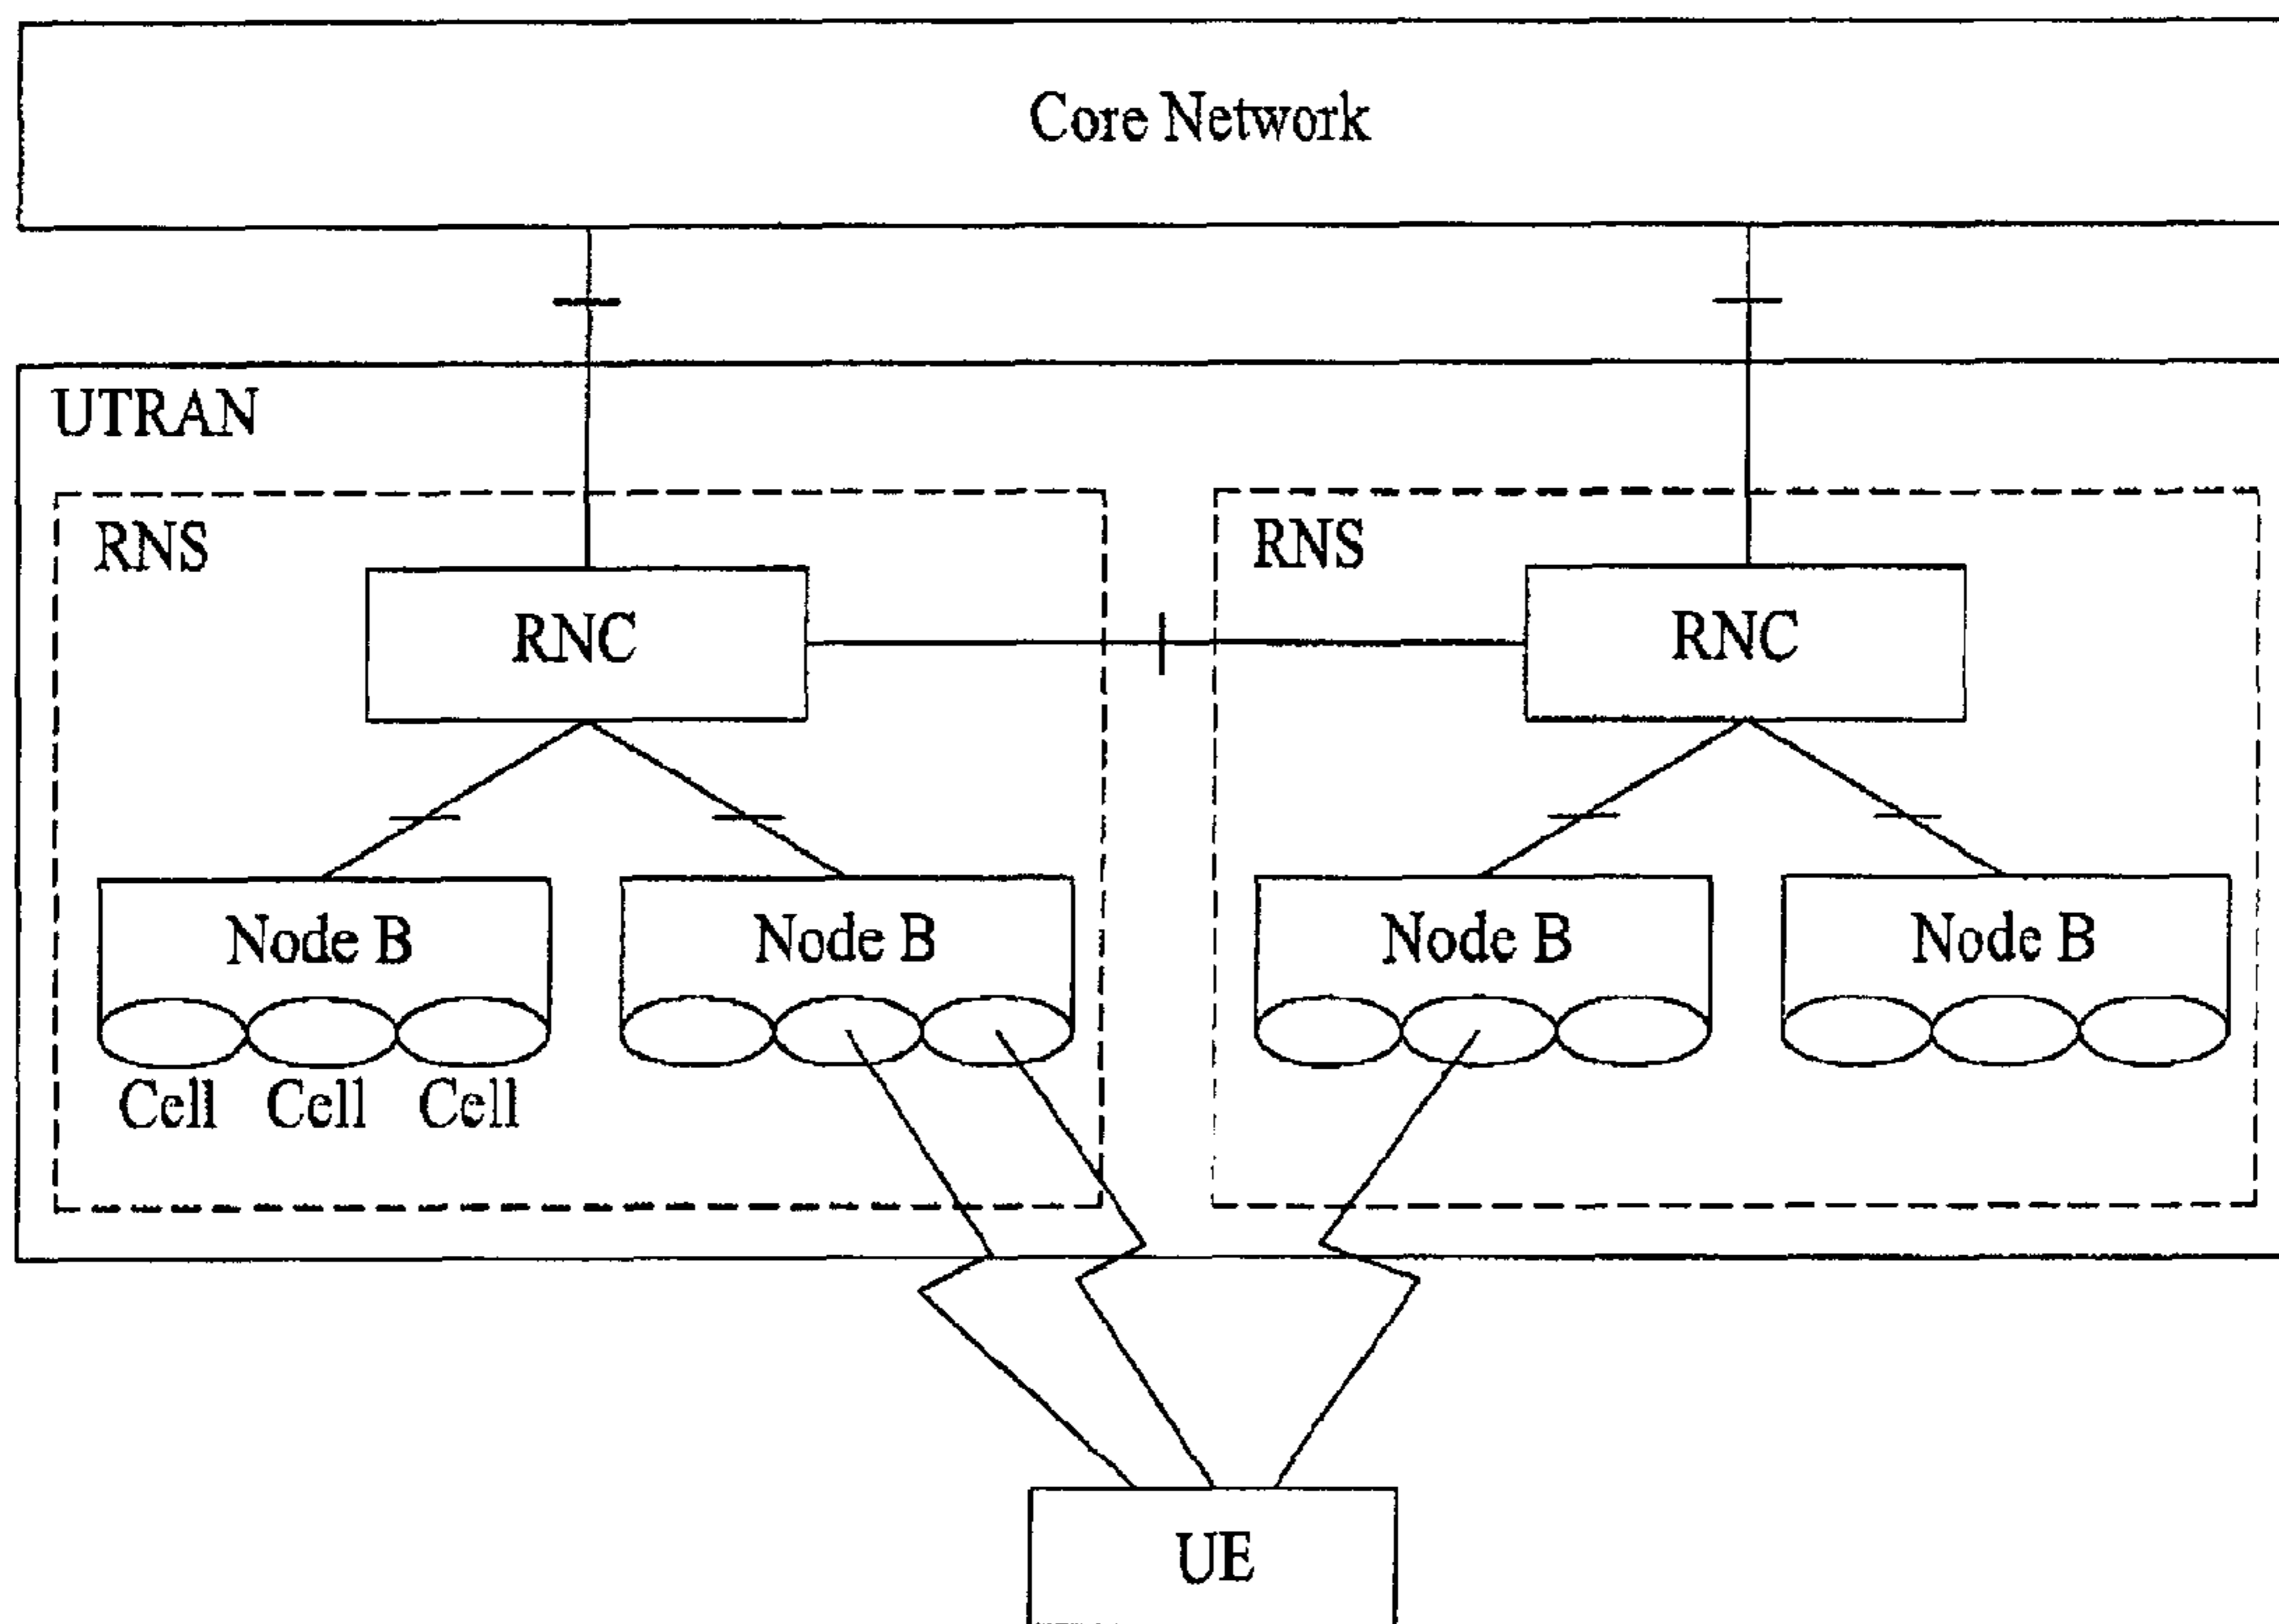 Core Network
UTRAN
RNS
RNS
RNC
RNC
Node B
Node B
Node B
Node B
Cell
Cell
Cell
UE